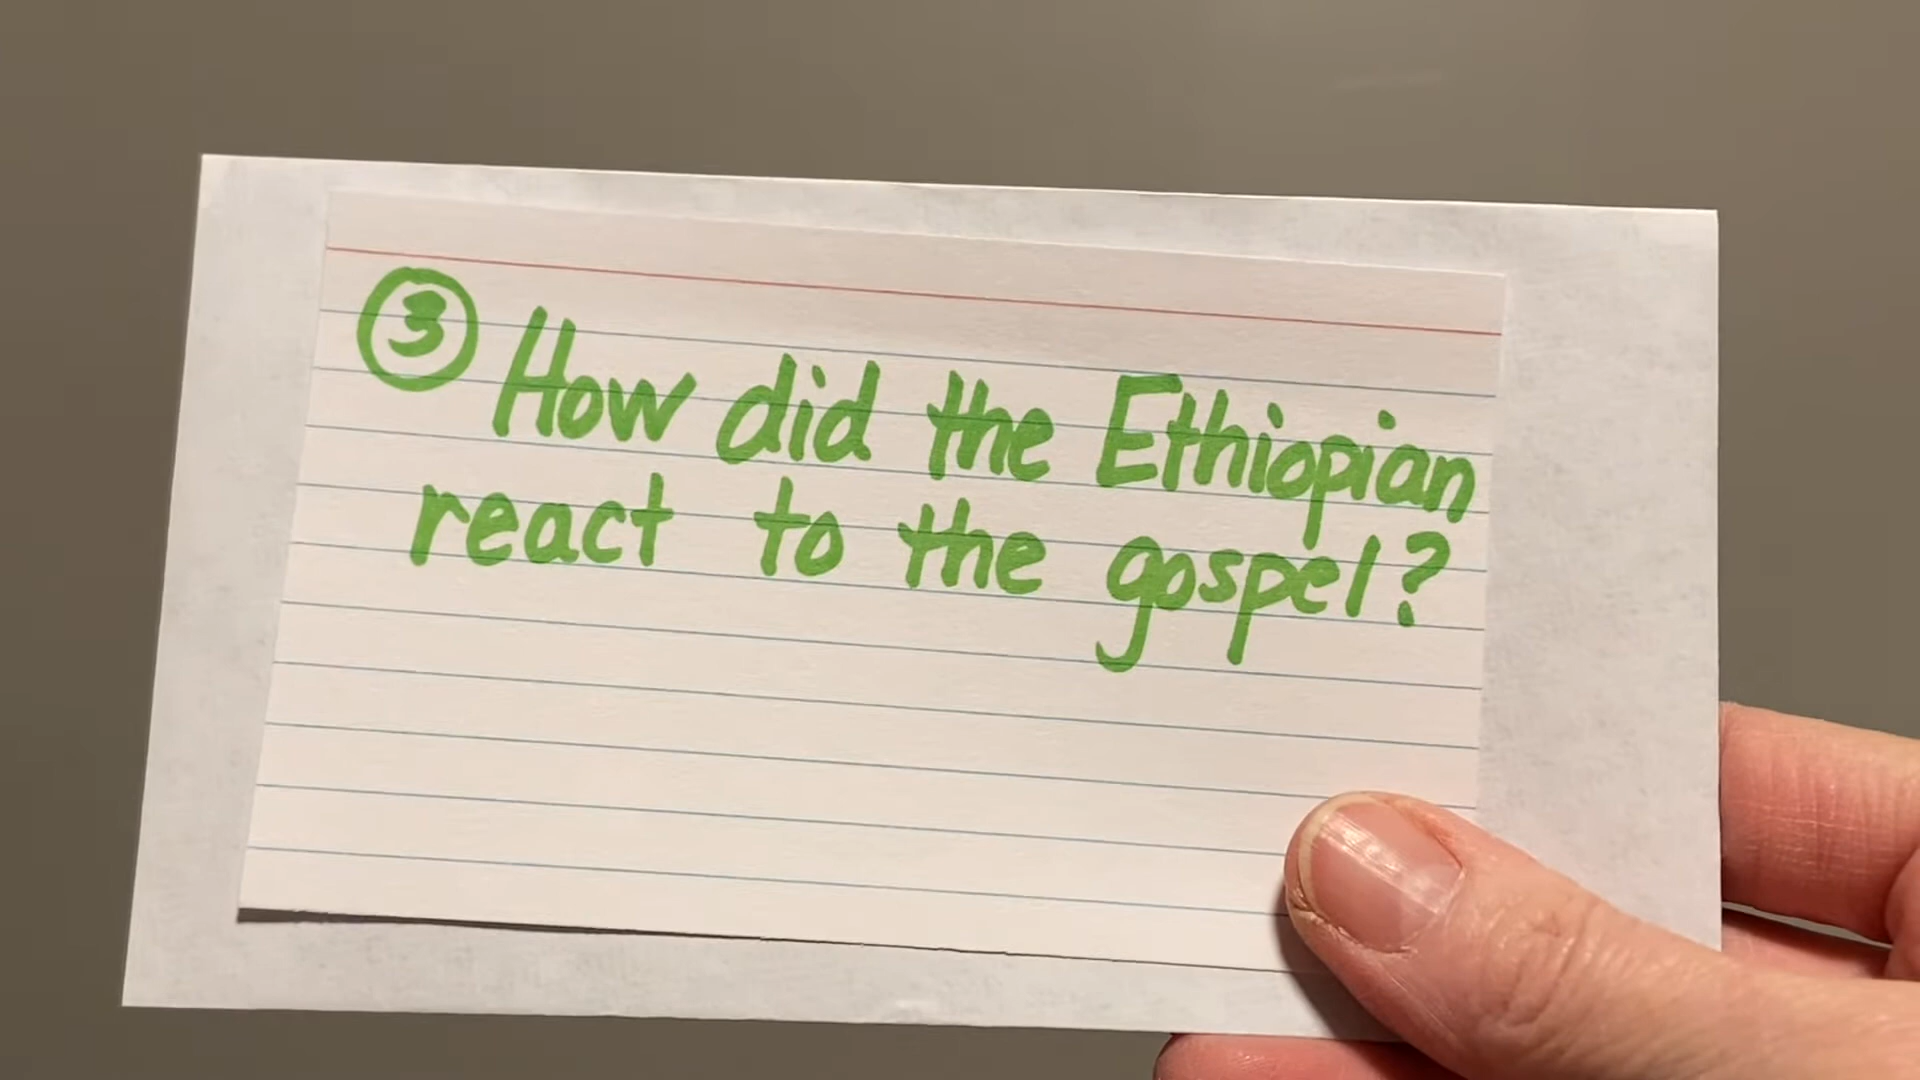 ③ How did the Ethiopian
react to the gospel?